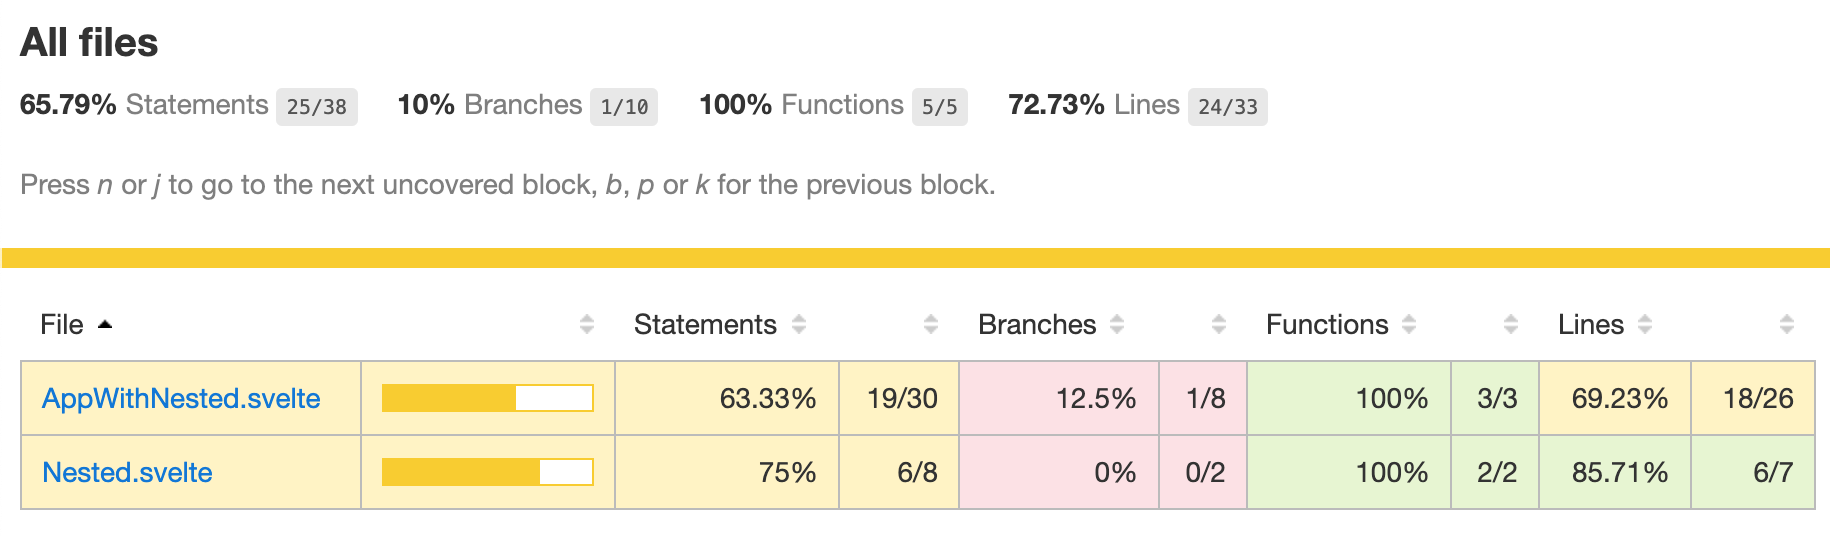 All files
65.79% Statements 25/38 10% Branches 1/10 100% Functions 5/5 72.73% Lines 24/33
Press n or j to go to the next uncovered block, b, p or k for the previous block.
File Statements Branches Functions Lines
AppWithNested.svelte 63.33% 19/30 12.5% 1/8 100% 3/3 69.23% 18/26
Nested.svelte 75% 6/8 0% 0/2 100% 2/2 85.71% 6/7